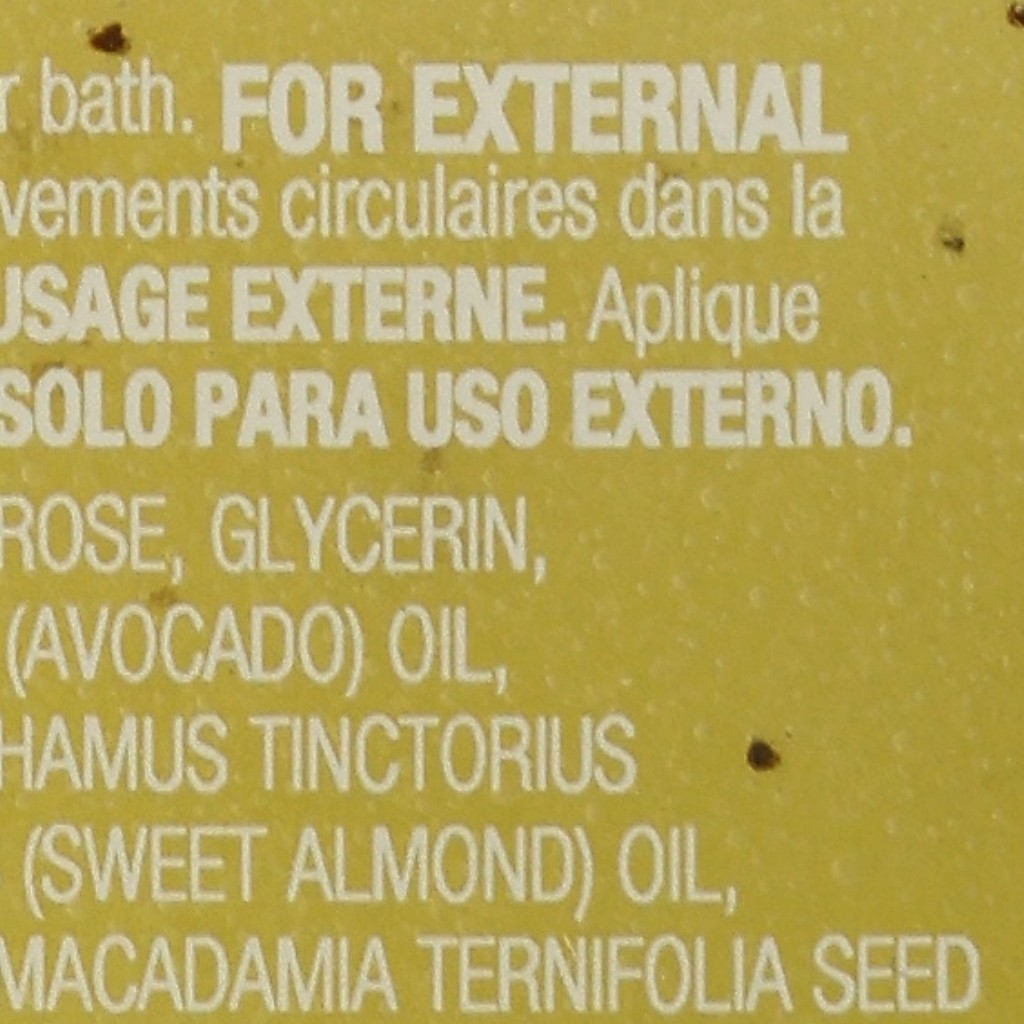 r bath. FOR EXTERNAL
vements circulaires dans la
USAGE EXTERNE. Aplique
SOLO PARA USO EXTERNO.
ROSE, GLYCERIN,
(AVOCADO) OIL,
HAMUS TINCTORIUS
(SWEET ALMOND) OIL,
MACADAMIA TERNIFOLIA SEED